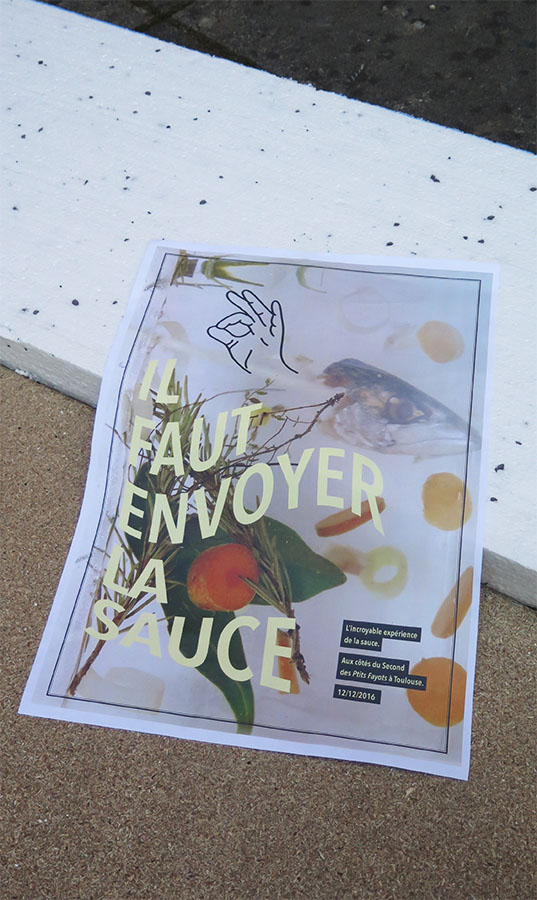 IL
FAUT
ENVOYER
LA
SAUCE
L'incroyable expérience
de la sauce.
Aux côtés du Second
des Ptits Fayots à Toulouse.
12/12/2016